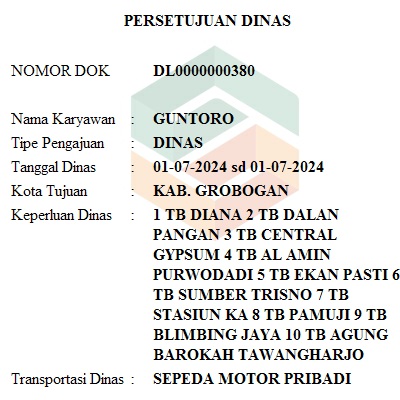 PERSETUJUAN DINAS
NOMOR DOK DL0000000380
Nama Karyawan : GUNTORO
Tipe Pengajuan : DINAS
Tanggal Dinas : 01-07-2024 sd 01-07-2024
Kota Tujuan : KAB. GROBOGAN
Keperluan Dinas : 1 TB DIANA 2 TB DALAN
PANGAN 3 TB CENTRAL
GYPSUM 4 TB AL AMIN
PURWODADI 5 TB EKAN PASTI 6
TB SUMBER TRISNO 7 TB
STASIUN KA 8 TB PAMUJI 9 TB
BLIMBING JAYA 10 TB AGUNG
BAROKAH TAWANGHARJO
Transportasi Dinas : SEPEDA MOTOR PRIBADI